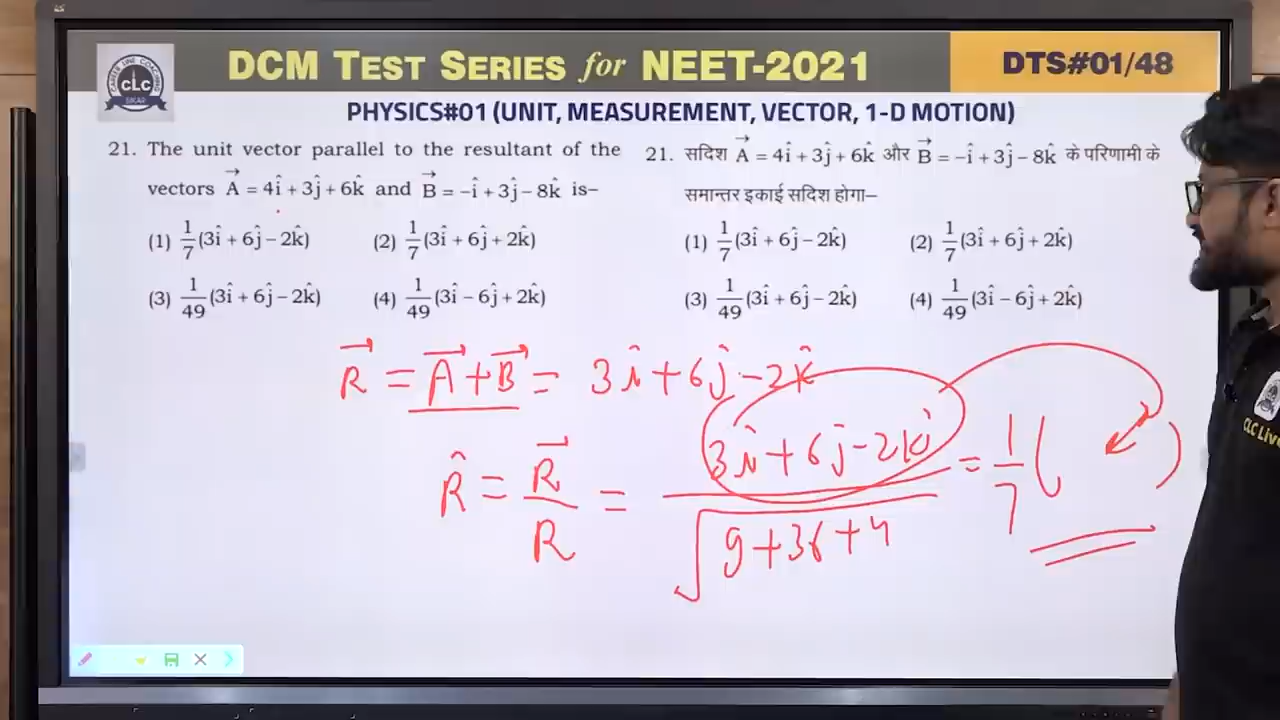 DCM TEST SERIES for NEET-2021
DTS#01/48
CLC
SIKAR
PHYSICS#01 (UNIT, MEASUREMENT, VECTOR, 1-D MOTION)
21. The unit vector parallel to the resultant of the
vectors A⃗ = 4î + 3ĵ + 6k̂ and B⃗ = –î + 3ĵ – 8k̂ is–
(1) 1/7 (3î + 6ĵ – 2k̂) (2) 1/7 (3î + 6ĵ + 2k̂)
(3) 1/49 (3î + 6ĵ – 2k̂) (4) 1/49 (3î – 6ĵ + 2k̂)
21. सदिश A⃗ = 4î + 3ĵ + 6k̂ और B⃗ = –î + 3ĵ – 8k̂ के परिणामी के
समान्तर इकाई सदिश होगा–
(1) 1/7 (3î + 6ĵ – 2k̂) (2) 1/7 (3î + 6ĵ + 2k̂)
(3) 1/49 (3î + 6ĵ – 2k̂) (4) 1/49 (3î – 6ĵ + 2k̂)
R⃗ = A⃗ + B⃗ = 3î + 6ĵ – 2k̂
R̂ = R⃗/R = (3î + 6ĵ – 2k̂)/√(9+36+4) = 1/7 ( )
CLC Live